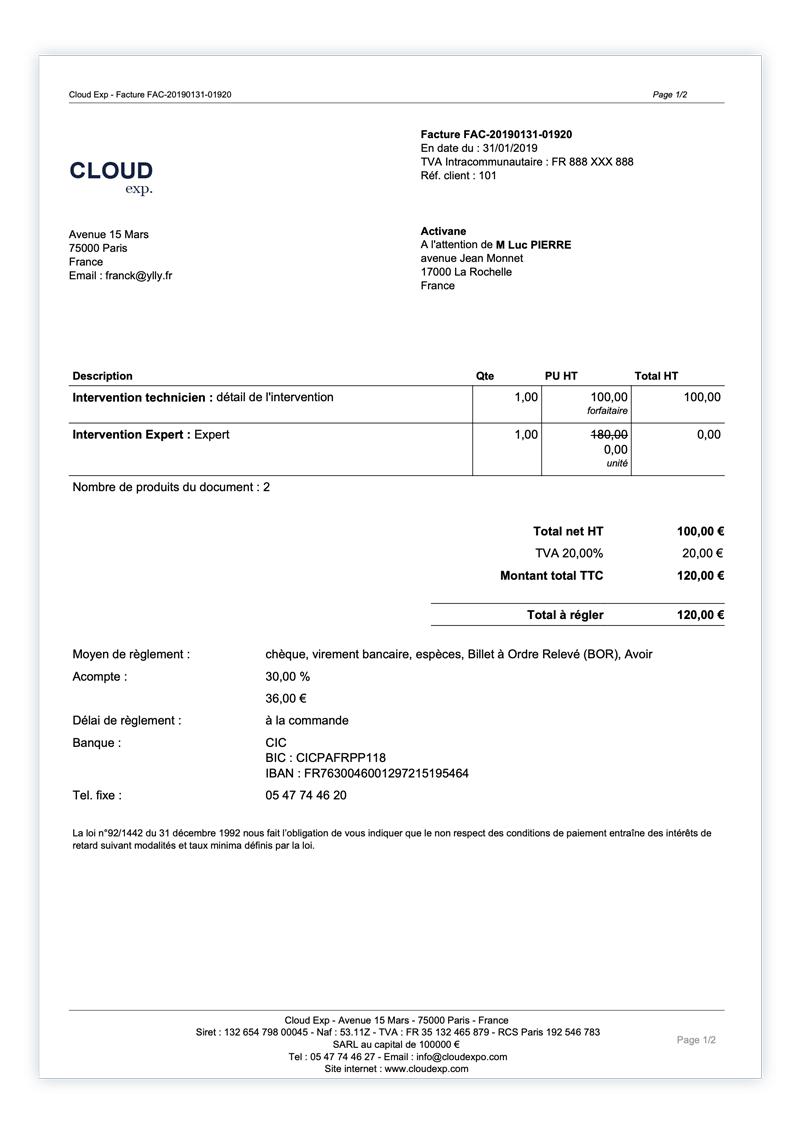 Cloud Exp - Facture FAC-20190131-01920 Page 1/2
Facture FAC-20190131-01920
En date du : 31/01/2019
TVA Intracommunautaire : FR 888 XXX 888
Réf. client : 101
CLOUD
exp.
Avenue 15 Mars
75000 Paris
France
Email : franck@ylly.fr
Activane
A l'attention de M Luc PIERRE
avenue Jean Monnet
17000 La Rochelle
France
Description Qte PU HT Total HT
Intervention technicien : détail de l'intervention 1,00 100,00 100,00
forfaitaire
Intervention Expert : Expert 1,00 180,00 0,00
0,00
unité
Nombre de produits du document : 2
Total net HT 100,00 €
TVA 20,00% 20,00 €
Montant total TTC 120,00 €
Total à régler 120,00 €
Moyen de règlement : chèque, virement bancaire, espèces, Billet à Ordre Relevé (BOR), Avoir
Acompte : 30,00 %
36,00 €
Délai de règlement : à la commande
Banque : CIC
BIC : CICPAFRPP118
IBAN : FR7630046001297215195464
Tel. fixe : 05 47 74 46 20
La loi n°92/1442 du 31 décembre 1992 nous fait l'obligation de vous indiquer que le non respect des conditions de paiement entraîne des intérêts de
retard suivant modalités et taux minima définis par la loi.
Cloud Exp - Avenue 15 Mars - 75000 Paris - France
Siret : 132 654 798 00045 - Naf : 53.11Z - TVA : FR 35 132 465 879 - RCS Paris 192 546 783
SARL au capital de 100000 €
Tel : 05 47 74 46 27 - Email : info@cloudexpo.com
Site internet : www.cloudexp.com
Page 1/2